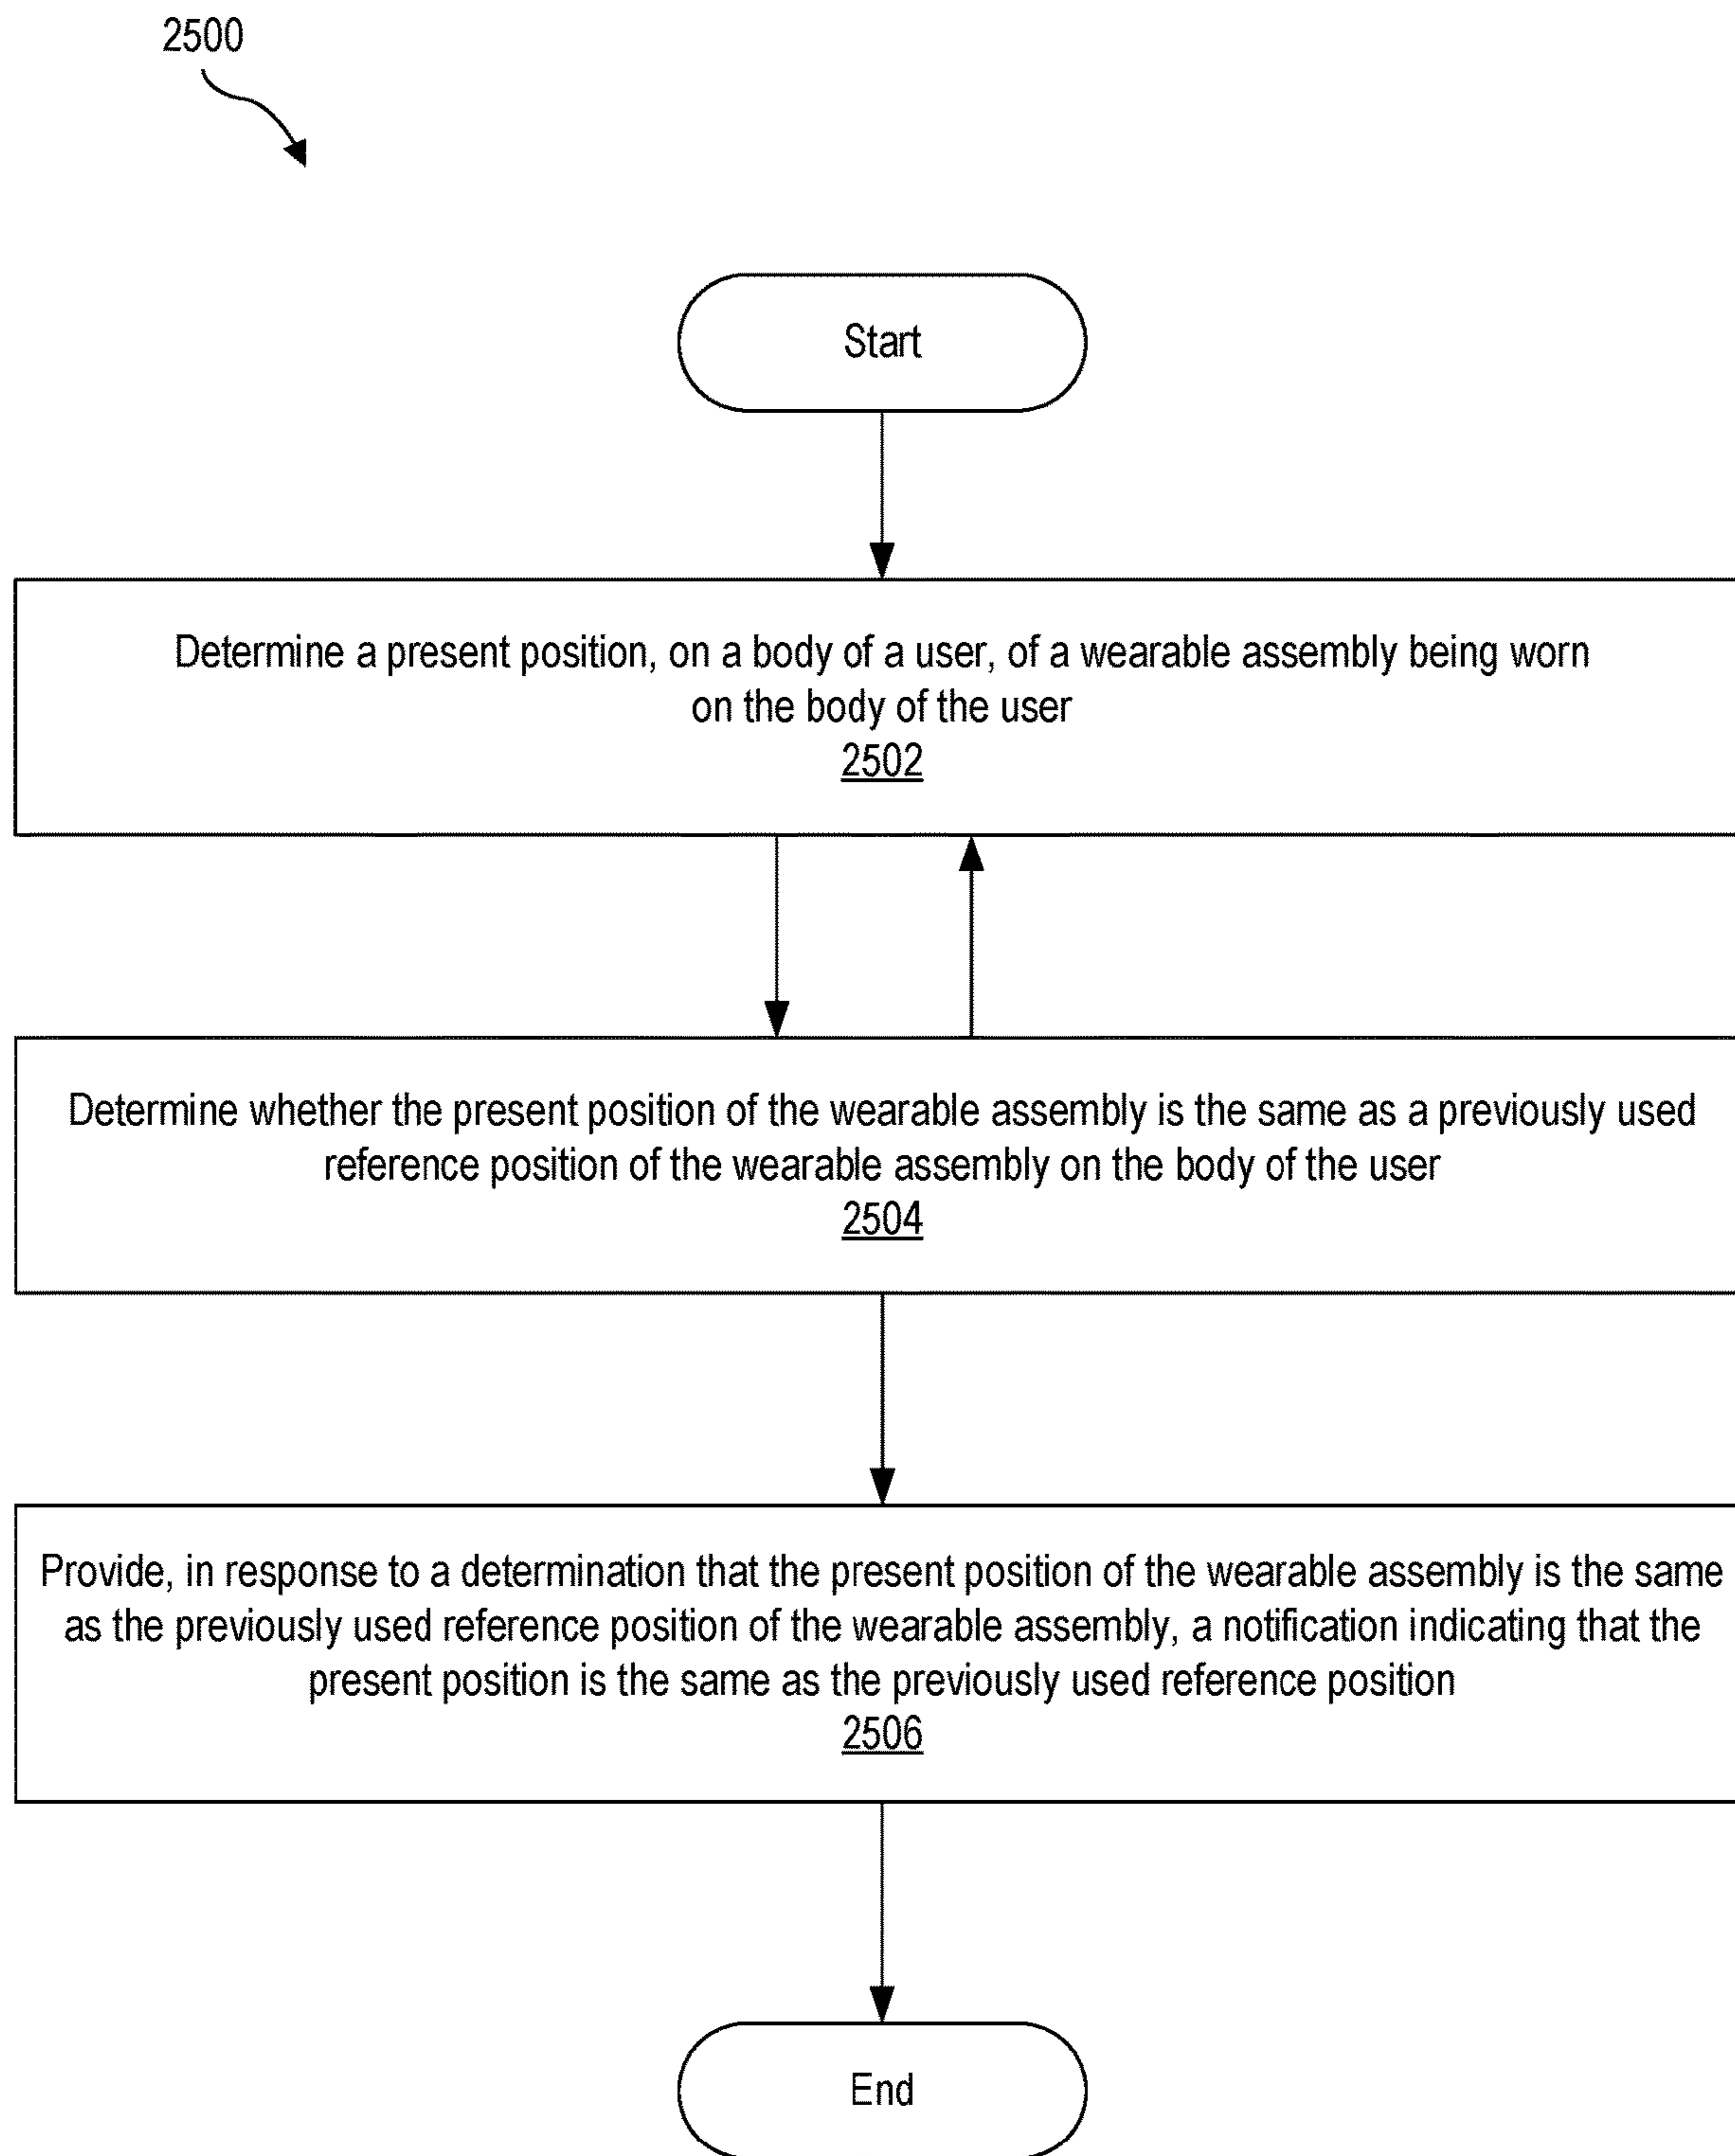 2500
Start
Determine a present position, on a body of a user, of a wearable assembly being worn
on the body of the user
2502
Determine whether the present position of the wearable assembly is the same as a previously used
reference position of the wearable assembly on the body of the user
2504
Provide, in response to a determination that the present position of the wearable assembly is the same
as the previously used reference position of the wearable assembly, a notification indicating that the
present position is the same as the previously used reference position
2506
End